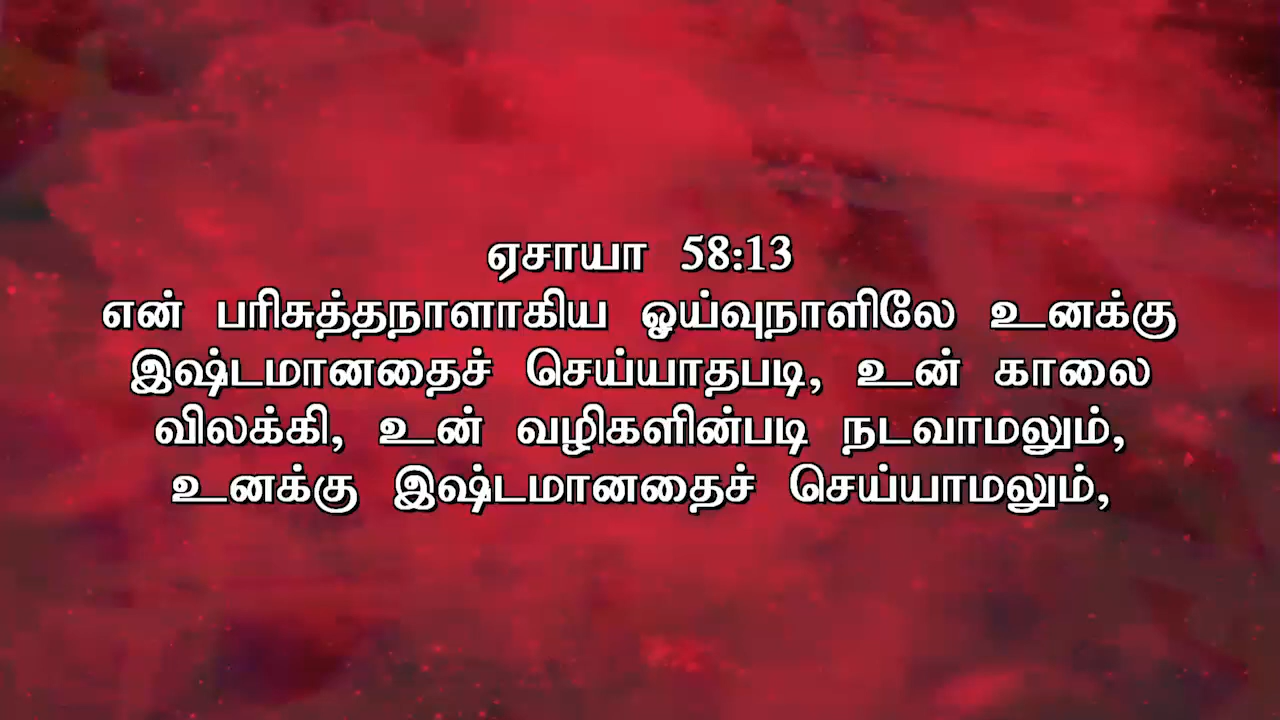 ஏசாயா 58:13
என் பரிசுத்தநாளாகிய ஓய்வுநாளிலே உனக்கு
இஷ்டமானதைச் செய்யாதபடி, உன் காலை
விலக்கி, உன் வழிகளின்படி நடவாமலும்,
உனக்கு இஷ்டமானதைச் செய்யாமலும்,